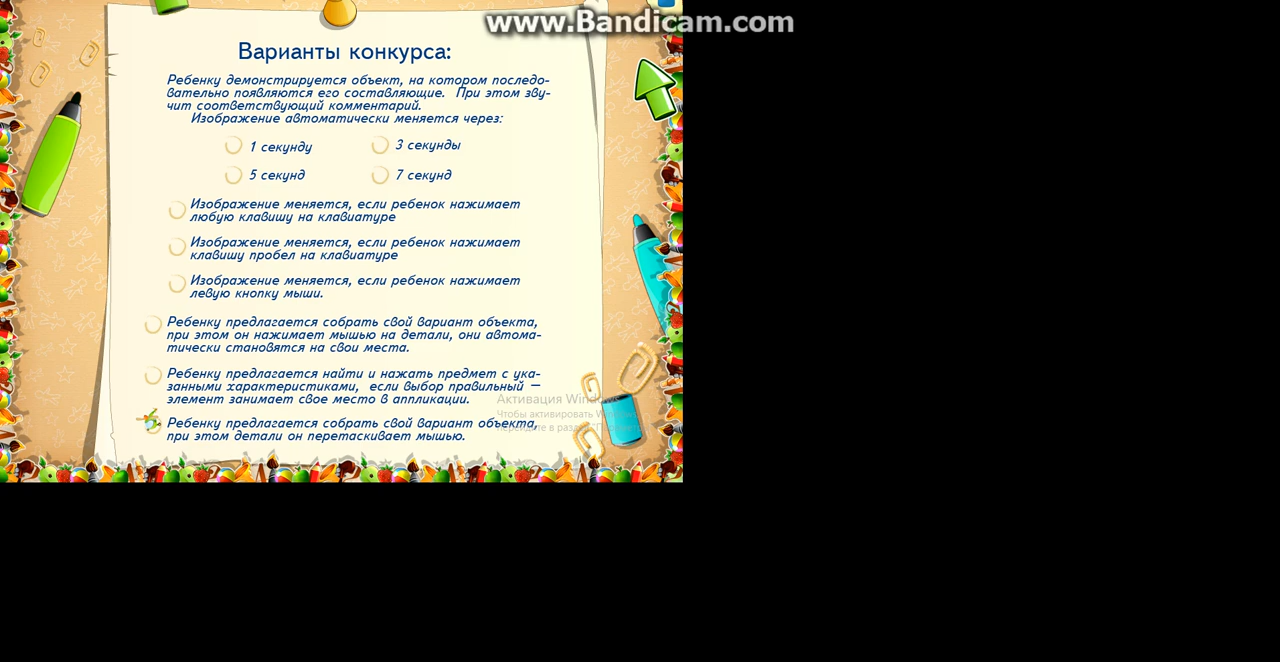 www.Bandicam.com
Варианты конкурса:
Ребенку демонстрируется объект, на котором последо-
вательно появляются его составляющие. При этом зву-
чит соответствующий комментарий.
Изображение автоматически меняется через:
1 секунду
3 секунды
5 секунд
7 секунд
Изображение меняется, если ребенок нажимает
любую клавишу на клавиатуре
Изображение меняется, если ребенок нажимает
клавишу пробел на клавиатуре
Изображение меняется, если ребенок нажимает
левую кнопку мыши.
Ребенку предлагается собрать свой вариант объекта,
при этом он нажимает мышью на детали, они автома-
тически становятся на свои места.
Ребенку предлагается найти и нажать предмет с ука-
занными характеристиками, если выбор правильный –
элемент занимает свое место в аппликации.
Ребенку предлагается собрать свой вариант объекта,
при этом детали он перетаскивает мышью.
Активация
Чтобы активировать
перейдите в раздел